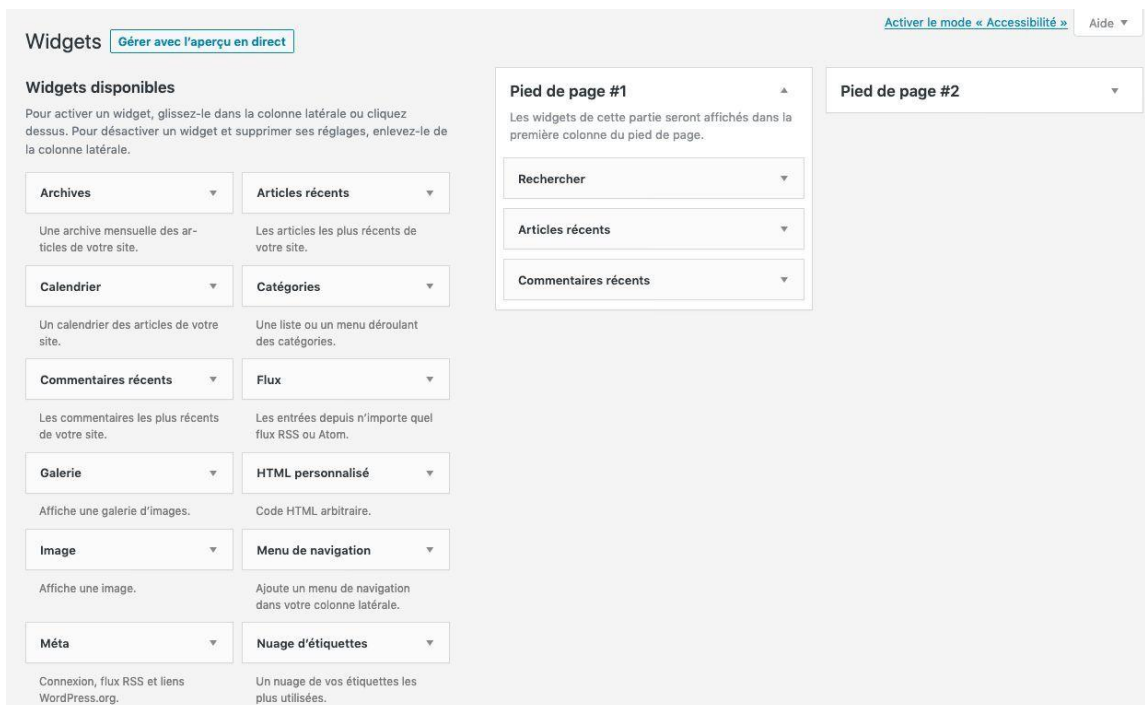 Activer le mode « Accessibilité »
Aide
Widgets
Gérer avec l’aperçu en direct
Widgets disponibles
Pour activer un widget, glissez-le dans la colonne latérale ou cliquez
dessus. Pour désactiver un widget et supprimer ses réglages, enlevez-le de
la colonne latérale.
Archives
Une archive mensuelle des ar-
ticles de votre site.
Articles récents
Les articles les plus récents de
votre site.
Calendrier
Un calendrier des articles de votre
site.
Catégories
Une liste ou un menu déroulant
des catégories.
Commentaires récents
Les commentaires les plus récents
de votre site.
Flux
Les entrées depuis n’importe quel
flux RSS ou Atom.
Galerie
Affiche une galerie d’images.
HTML personnalisé
Code HTML arbitraire.
Image
Affiche une image.
Menu de navigation
Ajoute un menu de navigation
dans votre colonne latérale.
Méta
Connexion, flux RSS et liens
WordPress.org.
Nuage d’étiquettes
Un nuage de vos étiquettes les
plus utilisées.
Pied de page #1
Les widgets de cette partie seront affichés dans la
première colonne du pied de page.
Rechercher
Articles récents
Commentaires récents
Pied de page #2